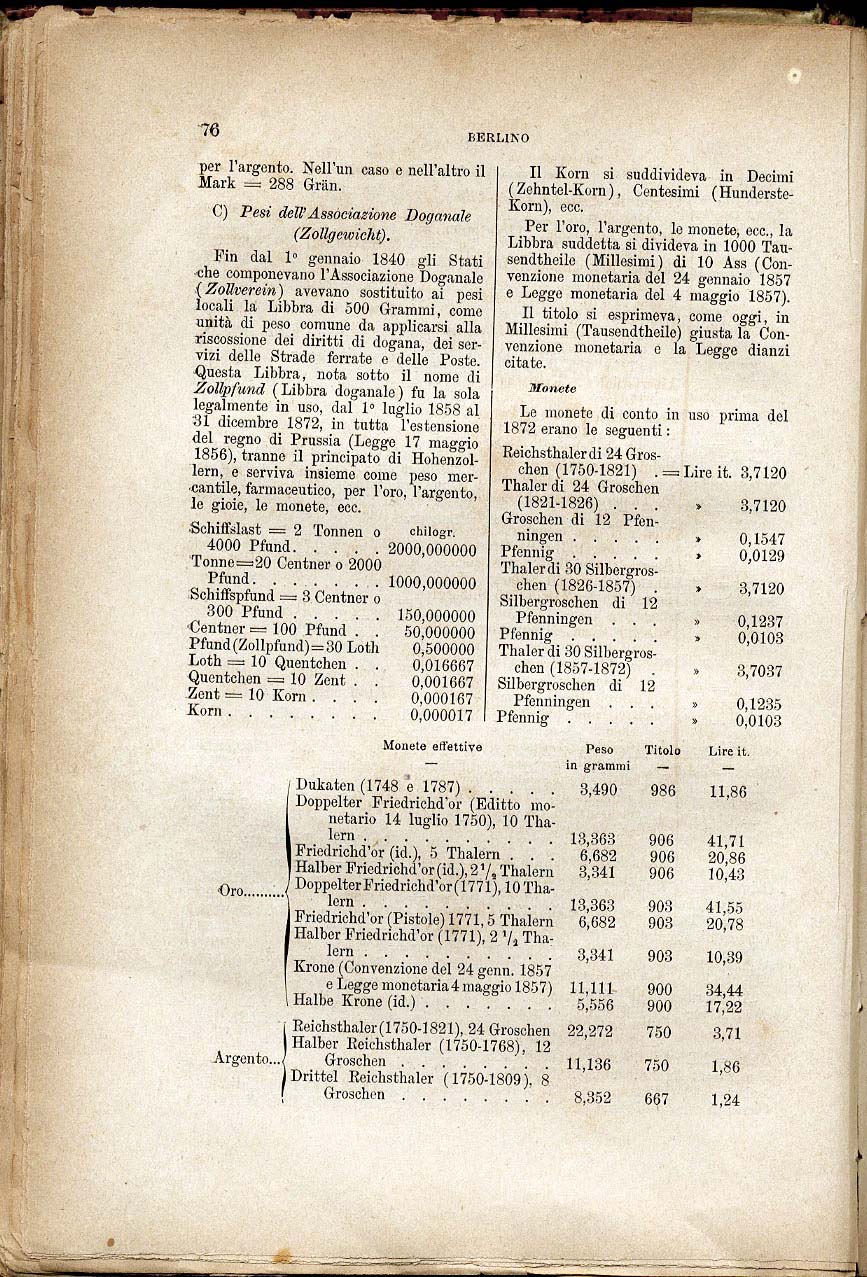 76
BERLINO
per l'argento. Nell'un caso e nell'altro il
Mark = 288 Grän.
C) Pesi dell'Associazione Doganale
(Zollgewicht).
Fin dal 1° gennaio 1840 gli Stati
che componevano l'Associazione Doganale
(Zollverein) avevano sostituito ai pesi
locali la Libbra di 500 Grammi, come
unità di peso comune da applicarsi alla
riscossione dei diritti di dogana, dei ser-
vizi delle Strade ferrate e delle Poste.
Questa Libbra, nota sotto il nome di
Zollpfund (Libbra doganale) fu la sola
legalmente in uso, dal 1° luglio 1858 al
31 dicembre 1872, in tutta l'estensione
del regno di Prussia (Legge 17 maggio
1856), tranne il principato di Hohenzol-
lern, e serviva insieme come peso mer-
cantile, farmaceutico, per l'oro, l'argento,
le gioie, le monete, ecc.
Schiffslast = 2 Tonnen o chilogr.
4000 Pfund. . . . . 2000,000000
Tonne=20 Centner o 2000
Pfund. . . . . . . 1000,000000
Schiffspfund = 3 Centner o
300 Pfund . . . . . 150,000000
Centner = 100 Pfund . . 50,000000
Pfund(Zollpfund)=30 Loth 0,500000
Loth = 10 Quentchen . . 0,016667
Quentchen = 10 Zent . . 0,001667
Zent = 10 Korn . . . . 0,000167
Korn . . . . . . . . 0,000017
Il Korn si suddivideva in Decimi
(Zehntel-Korn), Centesimi (Hunderste-
Korn), ecc.
Per l'oro, l'argento, le monete, ecc., la
Libbra suddetta si divideva in 1000 Tau-
sendtheile (Millesimi) di 10 Ass (Con-
venzione monetaria del 24 gennaio 1857
e Legge monetaria del 4 maggio 1857).
Il titolo si esprimeva, come oggi, in
Millesimi (Tausendtheile) giusta la Con-
venzione monetaria e la Legge dianzi
citate.
Monete
Le monete di conto in uso prima del
1872 erano le seguenti :
Reichsthaler di 24 Gros-
chen (1750-1821) . = Lire it. 3,7120
Thaler di 24 Groschen
(1821-1826) . . . » 3,7120
Groschen di 12 Pfen-
ningen . . . . . » 0,1547
Pfennig . . . . . » 0,0129
Thaler di 30 Silbergros-
chen (1826-1857) . » 3,7120
Silbergroschen di 12
Pfenningen . . . » 0,1237
Pfennig . . . . . » 0,0103
Thaler di 30 Silbergros-
chen (1857-1872) . » 3,7037
Silbergroschen di 12
Pfenningen . . . » 0,1235
Pfennig . . . . . » 0,0103
Monete effettive Peso in grammi Titolo Lire it.
Oro..........
Dukaten (1748 e 1787) . . . . . 3,490 986 11,86
Doppelter Friedrichd'or (Editto mo-
netario 14 luglio 1750), 10 Tha-
lern . . . . . . . . . . 13,363 906 41,71
Friedrichd'or (id.), 5 Thalern . . . 6,682 906 20,86
Halber Friedrichd'or (id.), 2 1/2 Thalern 3,341 906 10,43
Doppelter Friedrichd'or (1771), 10 Tha-
lern . . . . . . . . . . 13,363 903 41,55
Friedrichd'or (Pistole) 1771, 5 Thalern 6,682 903 20,78
Halber Friedrichd'or (1771), 2 1/2 Tha-
lern . . . . . . . . . . 3,341 903 10,39
Krone (Convenzione del 24 genn. 1857
e Legge monetaria 4 maggio 1857) 11,111 900 34,44
Halbe Krone (id.) . . . . . . . 5,556 900 17,22
Argento...
Reichsthaler (1750-1821), 24 Groschen 22,272 750 3,71
Halber Reichsthaler (1750-1768), 12
Groschen . . . . . . . . 11,136 750 1,86
Drittel Reichsthaler (1750-1809), 8
Groschen . . . . . . . . 8,352 667 1,24